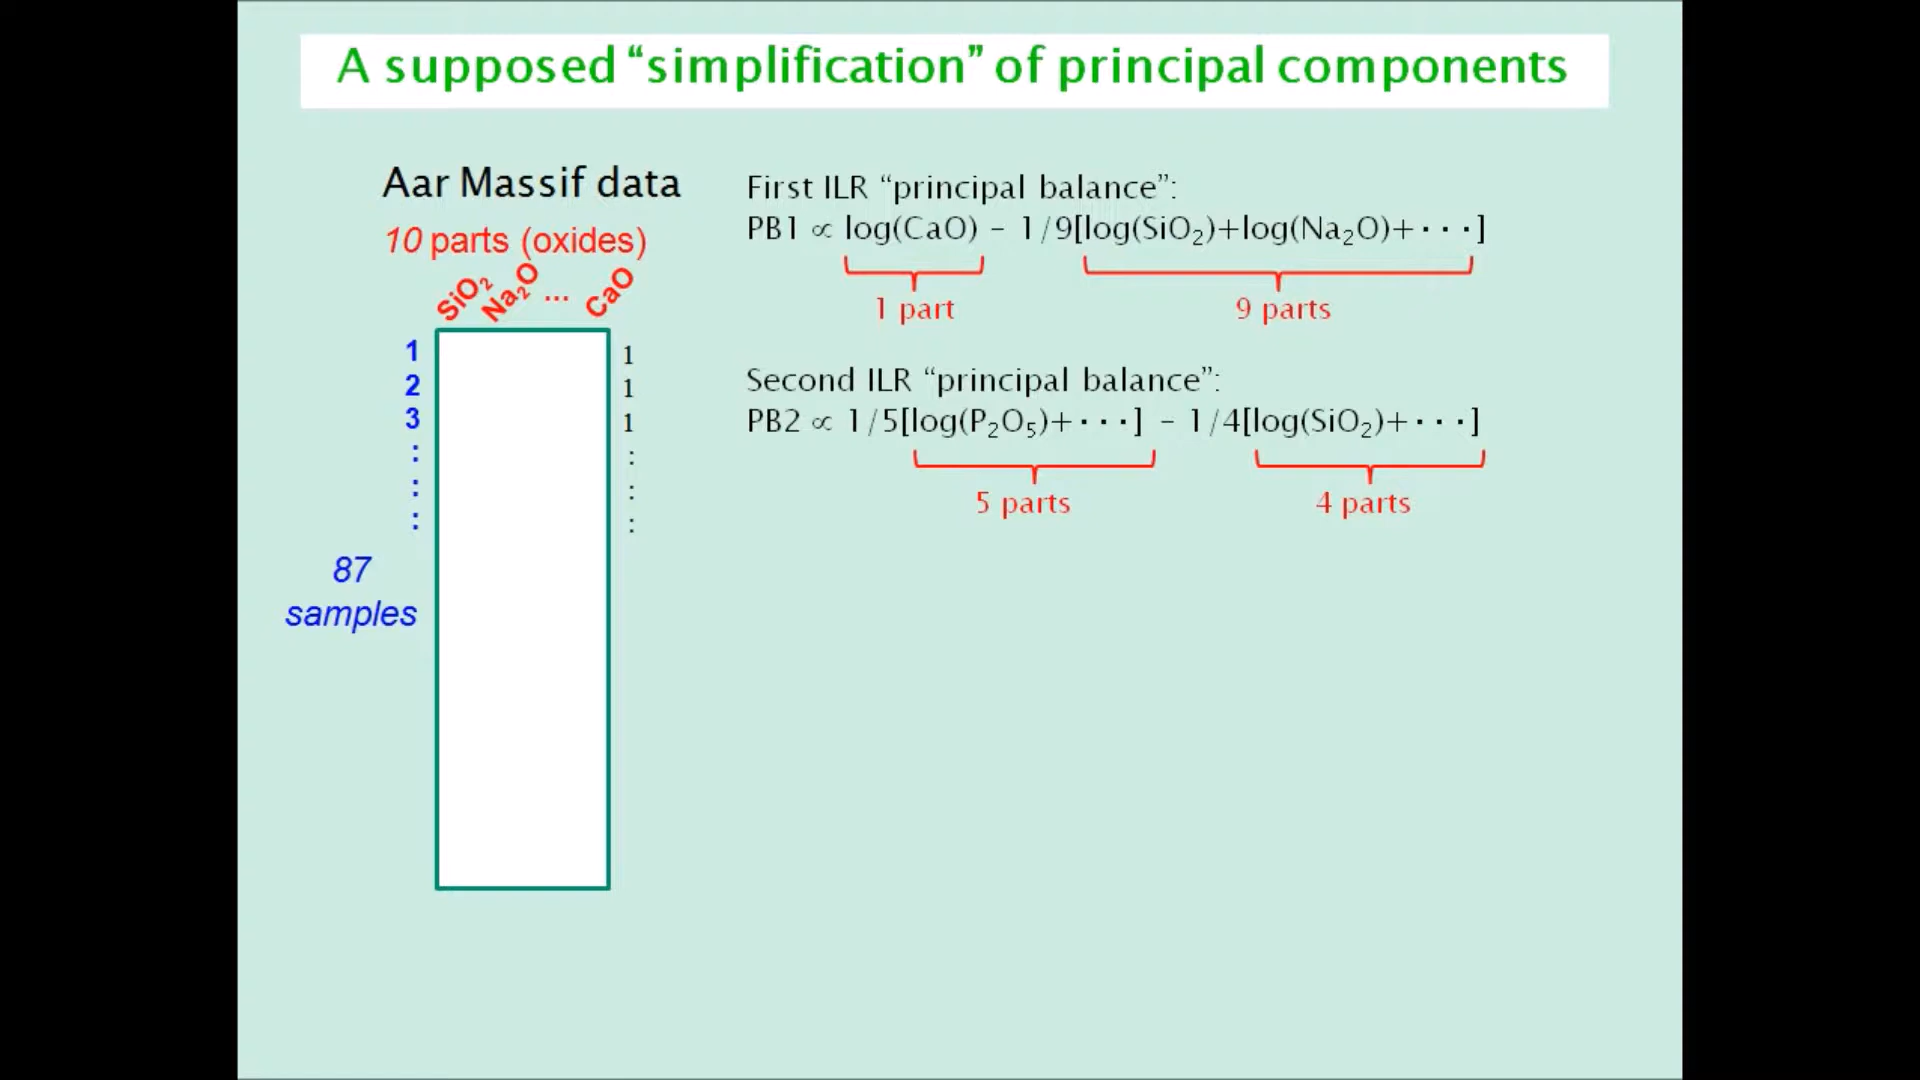 A supposed “simplification” of principal components
Aar Massif data
10 parts (oxides)
SiO₂ Na₂O ... CaO
1 1
2 1
3 1
: :
: :
: :
87
samples
First ILR “principal balance”:
PB1 ∝ log(CaO) – 1/9[log(SiO₂)+log(Na₂O)+···]
1 part 9 parts
Second ILR “principal balance”:
PB2 ∝ 1/5[log(P₂O₅)+···] – 1/4[log(SiO₂)+···]
5 parts 4 parts